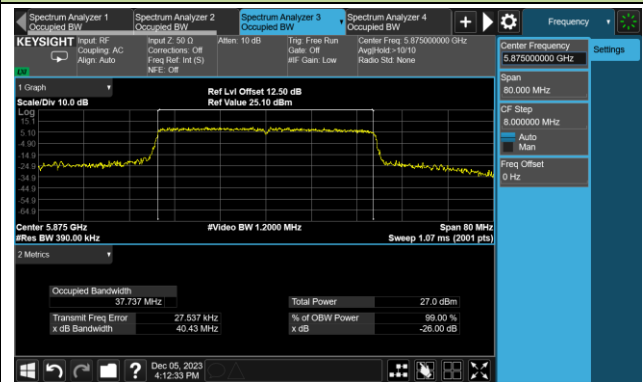 Spectrum Analyzer 1 Occupied BW
Spectrum Analyzer 2 Occupied BW
Spectrum Analyzer 3 Occupied BW
Spectrum Analyzer 4 Occupied BW
Frequency
KEYSIGHT
Input: RF
Coupling: AC
Align: Auto
Input Z: 50 Ω
Corrections: Off
Freq Ref: Int (S)
NFE: Off
Atten: 10 dB
Trig: Free Run
Gate: Off
#IF Gain: Low
Center Freq: 5.875000000 GHz
Avg|Hold:>10/10
Radio Std: None
Center Frequency
5.875000000 GHz
Settings
Span
80.000 MHz
CF Step
8.000000 MHz
Auto
Man
Freq Offset
0 Hz
1 Graph
Scale/Div 10.0 dB
Ref Lvl Offset 12.50 dB
Ref Value 25.10 dBm
Log
15.1
5.10
-4.90
-14.9
-24.9
-34.9
-44.9
-54.9
-64.9
Center 5.875 GHz
#Res BW 390.00 kHz
#Video BW 1.2000 MHz
Span 80 MHz
Sweep 1.07 ms (2001 pts)
2 Metrics
Occupied Bandwidth
37.737 MHz
Total Power 27.0 dBm
Transmit Freq Error 27.537 kHz
% of OBW Power 99.00 %
x dB Bandwidth 40.43 MHz
x dB -26.00 dB
Dec 05, 2023
4:12:33 PM